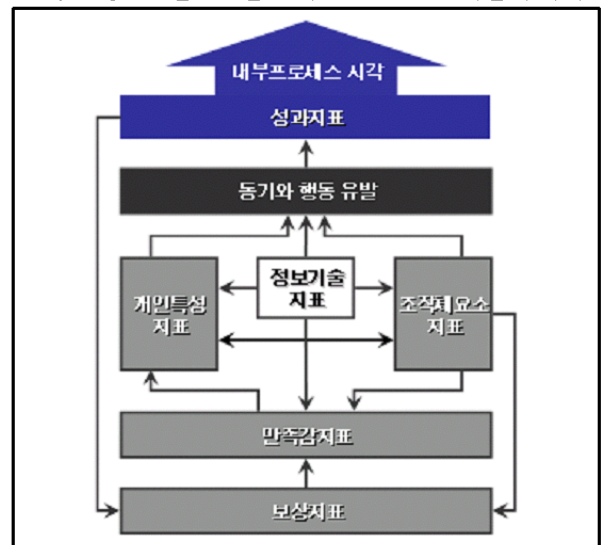 내부프로세스 시각
성과지표
동기와 행동 유발
정보기술
지표
개인특성
지표
조직제요소
지표
만족감지표
보상지표